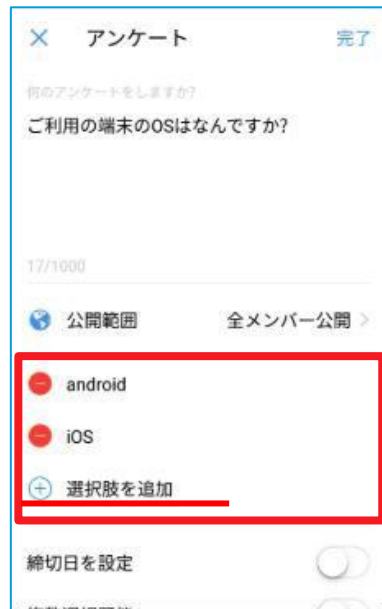 × アンケート 完了
何のアンケートをしますか?
ご利用の端末のOSはなんですか?
17/1000
公開範囲 全メンバー公開 >
android
iOS
選択肢を追加
締切日を設定